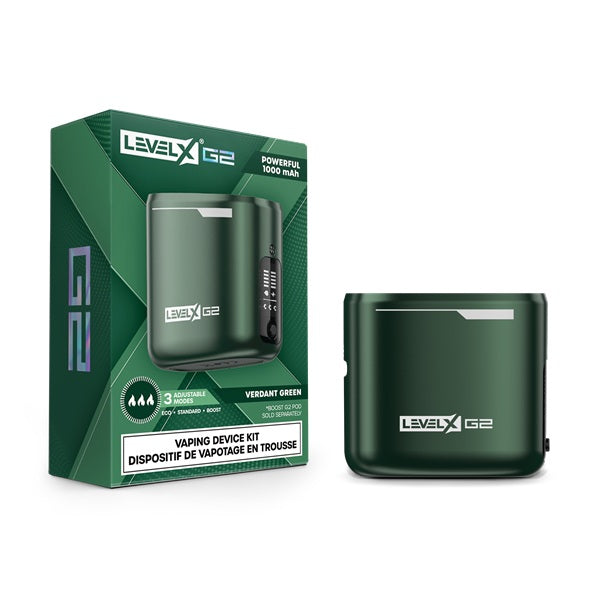 LEVELX® G2
POWERFUL
1000 mAh
G2
LEVELX G2
3 ADJUSTABLE
MODES
ECO • STANDARD • BOOST
VERDANT GREEN
*BOOST G2 POD
SOLD SEPARATELY
VAPING DEVICE KIT
DISPOSITIF DE VAPOTAGE EN TROUSSE
LEVELX G2